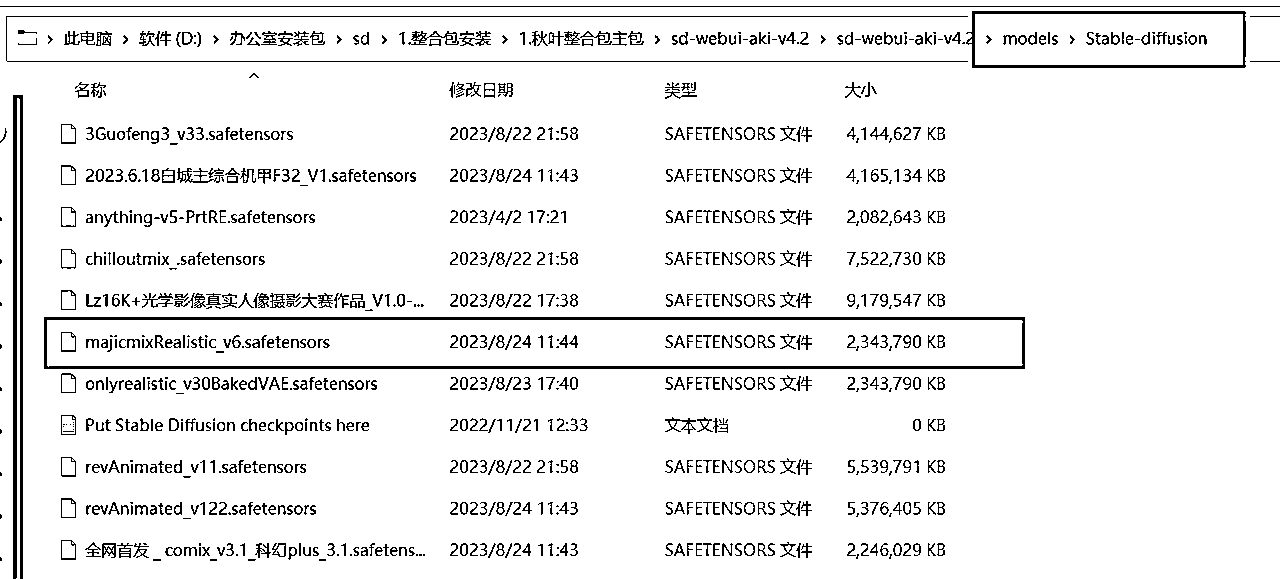 此电脑 > 软件 (D:) > 办公室安装包 > sd > 1.整合包安装 > 1.秋叶整合包主包 > sd-webui-aki-v4.2 > sd-webui-aki-v4.2 > models > Stable-diffusion
名称 修改日期 类型 大小
3Guofeng3_v33.safetensors 2023/8/22 21:58 SAFETENSORS 文件 4,144,627 KB
2023.6.18白城主综合机甲F32_V1.safetensors 2023/8/24 11:43 SAFETENSORS 文件 4,165,134 KB
anything-v5-PrtRE.safetensors 2023/4/2 17:21 SAFETENSORS 文件 2,082,643 KB
chilloutmix_.safetensors 2023/8/22 21:58 SAFETENSORS 文件 7,522,730 KB
Lz16K+光学影像真实人像摄影大赛作品_V1.0-... 2023/8/22 17:38 SAFETENSORS 文件 9,179,547 KB
majicmixRealistic_v6.safetensors 2023/8/24 11:44 SAFETENSORS 文件 2,343,790 KB
onlyrealistic_v30BakedVAE.safetensors 2023/8/23 17:40 SAFETENSORS 文件 2,343,790 KB
Put Stable Diffusion checkpoints here 2022/11/21 12:33 文本文档 0 KB
revAnimated_v11.safetensors 2023/8/22 21:58 SAFETENSORS 文件 5,539,791 KB
revAnimated_v122.safetensors 2023/8/24 11:43 SAFETENSORS 文件 5,376,405 KB
全网首发 _ comix_v3.1_科幻plus_3.1.safetens... 2023/8/24 11:43 SAFETENSORS 文件 2,246,029 KB